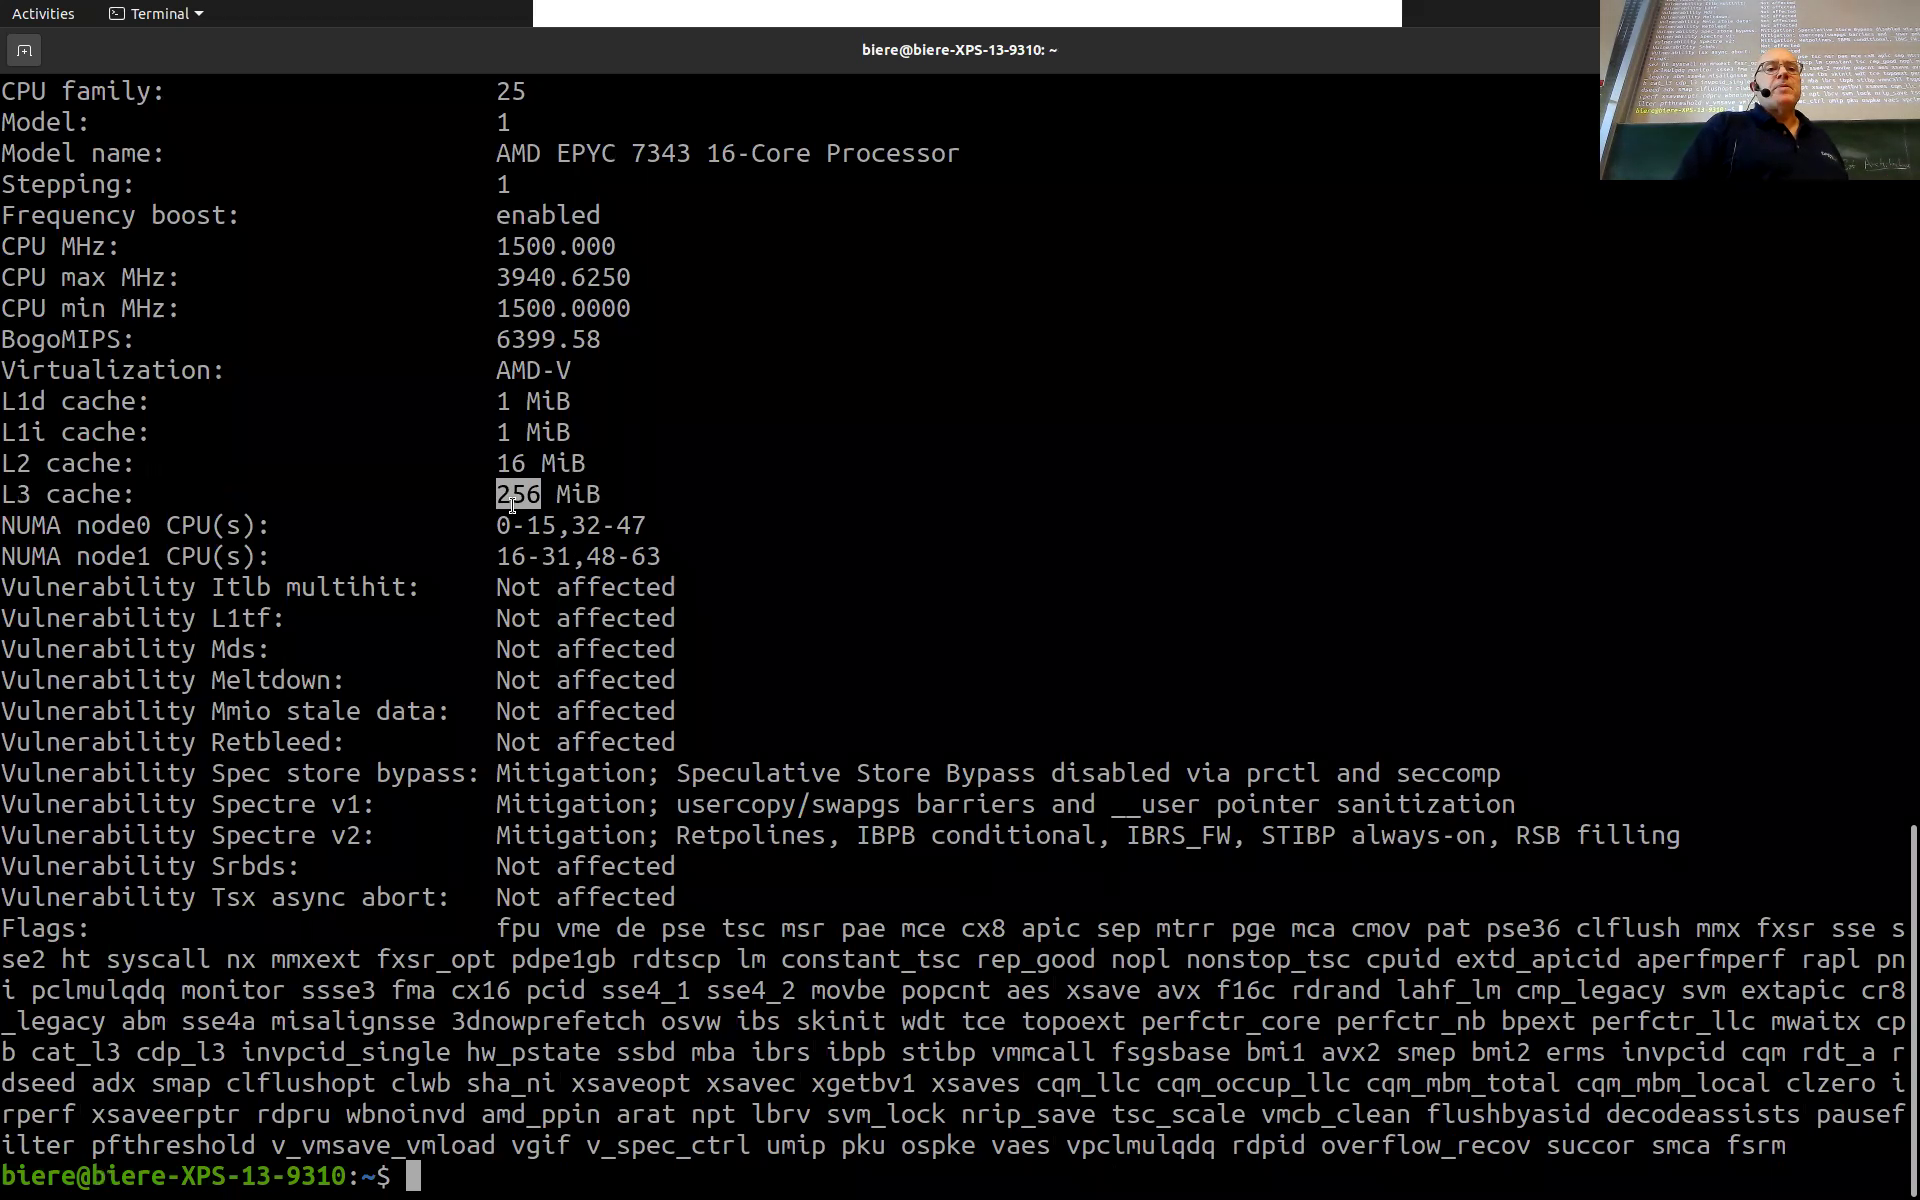 Activities
Terminal
biere@biere-XPS-13-9310: ~
CPU family: 25
Model: 1
Model name: AMD EPYC 7343 16-Core Processor
Stepping: 1
Frequency boost: enabled
CPU MHz: 1500.000
CPU max MHz: 3940.6250
CPU min MHz: 1500.0000
BogoMIPS: 6399.58
Virtualization: AMD-V
L1d cache: 1 MiB
L1i cache: 1 MiB
L2 cache: 16 MiB
L3 cache: 256 MiB
NUMA node0 CPU(s): 0-15,32-47
NUMA node1 CPU(s): 16-31,48-63
Vulnerability Itlb multihit: Not affected
Vulnerability L1tf: Not affected
Vulnerability Mds: Not affected
Vulnerability Meltdown: Not affected
Vulnerability Mmio stale data: Not affected
Vulnerability Retbleed: Not affected
Vulnerability Spec store bypass: Mitigation; Speculative Store Bypass disabled via prctl and seccomp
Vulnerability Spectre v1: Mitigation; usercopy/swapgs barriers and __user pointer sanitization
Vulnerability Spectre v2: Mitigation; Retpolines, IBPB conditional, IBRS_FW, STIBP always-on, RSB filling
Vulnerability Srbds: Not affected
Vulnerability Tsx async abort: Not affected
Flags: fpu vme de pse tsc msr pae mce cx8 apic sep mtrr pge mca cmov pat pse36 clflush mmx fxsr sse s
se2 ht syscall nx mmxext fxsr_opt pdpe1gb rdtscp lm constant_tsc rep_good nopl nonstop_tsc cpuid extd_apicid aperfmperf rapl pn
i pclmulqdq monitor ssse3 fma cx16 pcid sse4_1 sse4_2 movbe popcnt aes xsave avx f16c rdrand lahf_lm cmp_legacy svm extapic cr8
_legacy abm sse4a misalignsse 3dnowprefetch osvw ibs skinit wdt tce topoext perfctr_core perfctr_nb bpext perfctr_llc mwaitx cp
b cat_l3 cdp_l3 invpcid_single hw_pstate ssbd mba ibrs ibpb stibp vmmcall fsgsbase bmi1 avx2 smep bmi2 erms invpcid cqm rdt_a r
dseed adx smap clflushopt clwb sha_ni xsaveopt xsavec xgetbv1 xsaves cqm_llc cqm_occup_llc cqm_mbm_total cqm_mbm_local clzero i
rperf xsaveerptr rdpru wbnoinvd amd_ppin arat npt lbrv svm_lock nrip_save tsc_scale vmcb_clean flushbyasid decodeassists pausef
ilter pfthreshold v_vmsave_vmload vgif v_spec_ctrl umip pku ospke vaes vpclmulqdq rdpid overflow_recov succor smca fsrm
biere@biere-XPS-13-9310:~$